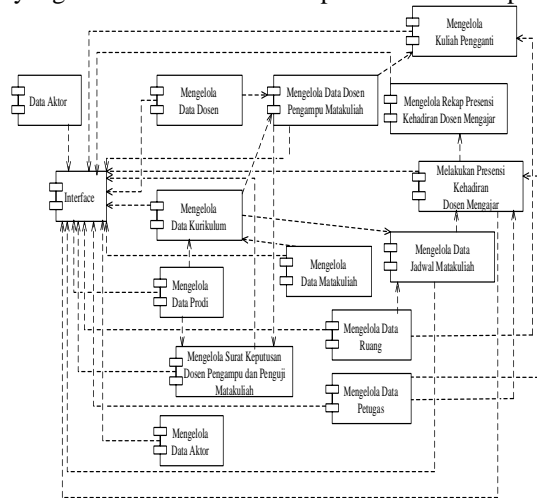 Mengelola
Kuliah Pengganti
Data Aktor
Mengelola
Data Dosen
Mengelola Data Dosen
Pengampu Matakuliah
Mengelola Rekap Presensi
Kehadiran Dosen Mengajar
Interface
Melakukan Presensi
Kehadiran
Dosen Mengajar
Mengelola
Data Kurikulum
Mengelola Data
Jadwal Matakuliah
Mengelola
Data Matakuliah
Mengelola
Data Prodi
Mengelola Data
Ruang
Mengelola Surat Keputusan
Dosen Pengampu dan Penguji
Matakuliah
Mengelola Data
Petugas
Mengelola
Data Aktor